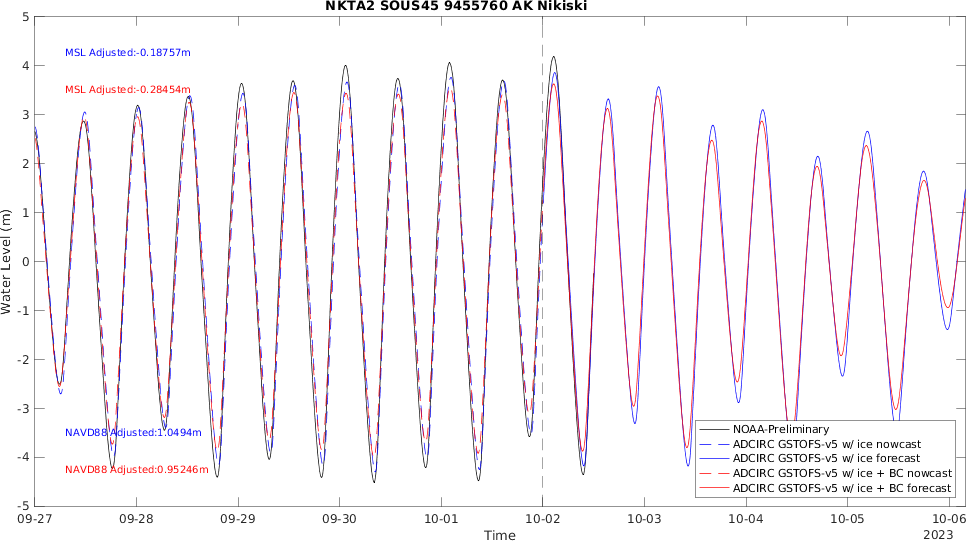 NKTA2 SOUS45 9455760 AK Nikiski
5
4
3
2
1
0
-1
-2
-3
-4
-5
Water Level (m)
MSL Adjusted:-0.18757m
MSL Adjusted:-0.28454m
NAVD88 Adjusted:1.0494m
NAVD88 Adjusted:0.95246m
NOAA-Preliminary
ADCIRC GSTOFS-v5 w/ ice nowcast
ADCIRC GSTOFS-v5 w/ ice forecast
ADCIRC GSTOFS-v5 w/ ice + BC nowcast
ADCIRC GSTOFS-v5 w/ ice + BC forecast
09-27 09-28 09-29 09-30 10-01 10-02 10-03 10-04 10-05 10-06
Time
2023